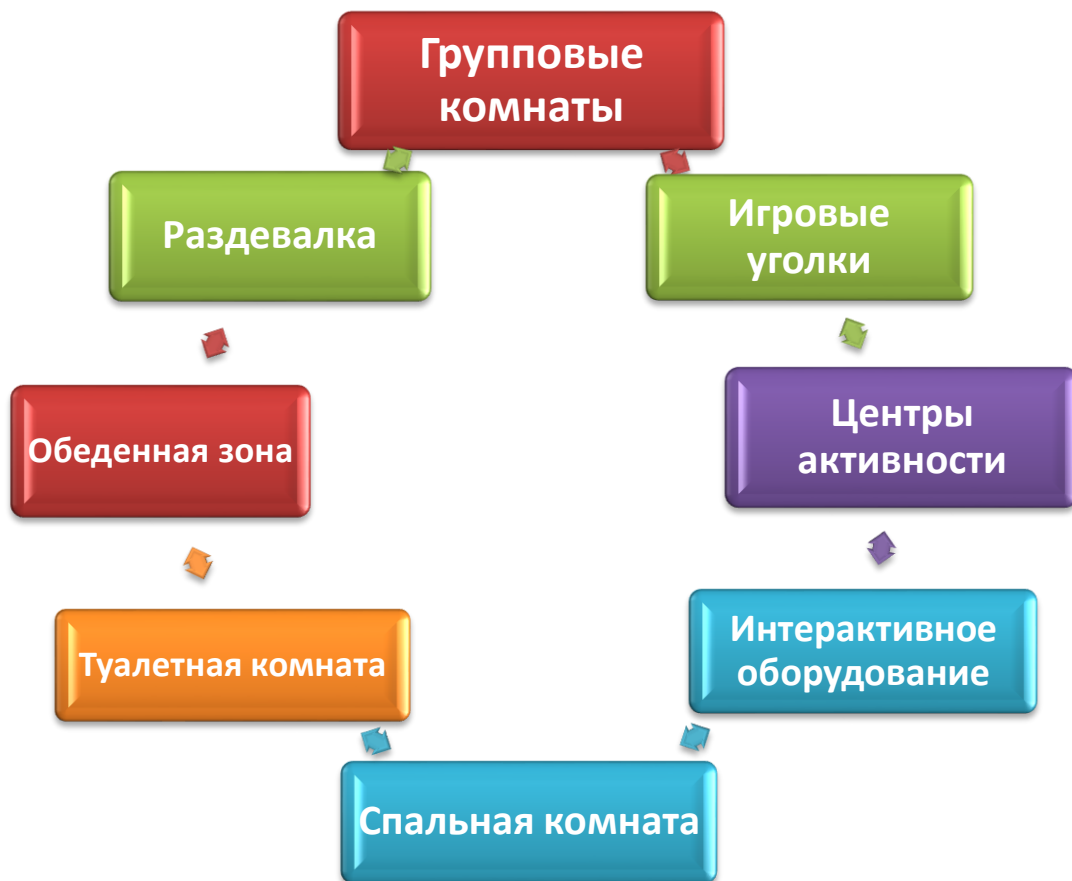 Групповые
комнаты
Раздевалка
Игровые
уголки
Обеденная зона
Центры
активности
Туалетная комната
Интерактивное
оборудование
Спальная комната